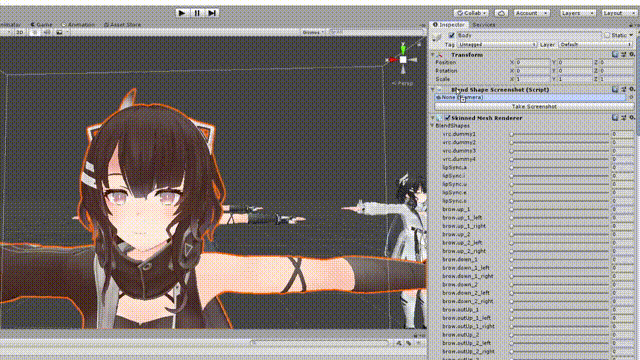 Collab
Account
Layers
Layout
Game
Animation
Asset Store
2D
Gizmos
Persp
Inspector
Services
Body
Static
Tag Untagged
Layer Default
Transform
Position X 0 Y 0 Z 0
Rotation X 0 Y 0 Z 0
Scale X 1 Y 1 Z 1
Blend Shape Screenshot (Script)
None (Camera)
Take Screenshot
Skinned Mesh Renderer
BlendShapes
vrc.dummy1 0
vrc.dummy2 0
vrc.dummy3 0
vrc.dummy4 0
lipSync.a 0
lipSync.i 0
lipSync.u 0
lipSync.e 0
lipSync.o 0
brow.up_1 0
brow.up_1_left 0
brow.up_1_right 0
brow.up_2 0
brow.up_2_left 0
brow.up_2_right 0
brow.down_1 0
brow.down_1_left 0
brow.down_1_right 0
brow.down_2 0
brow.down_2_left 0
brow.down_2_right 0
brow.outUp_1 0
brow.outUp_1_left 0
brow.outUp_1_right 0
brow.outUp_2 0
brow.outUp_2_left 0
brow.outUp_2_right 0